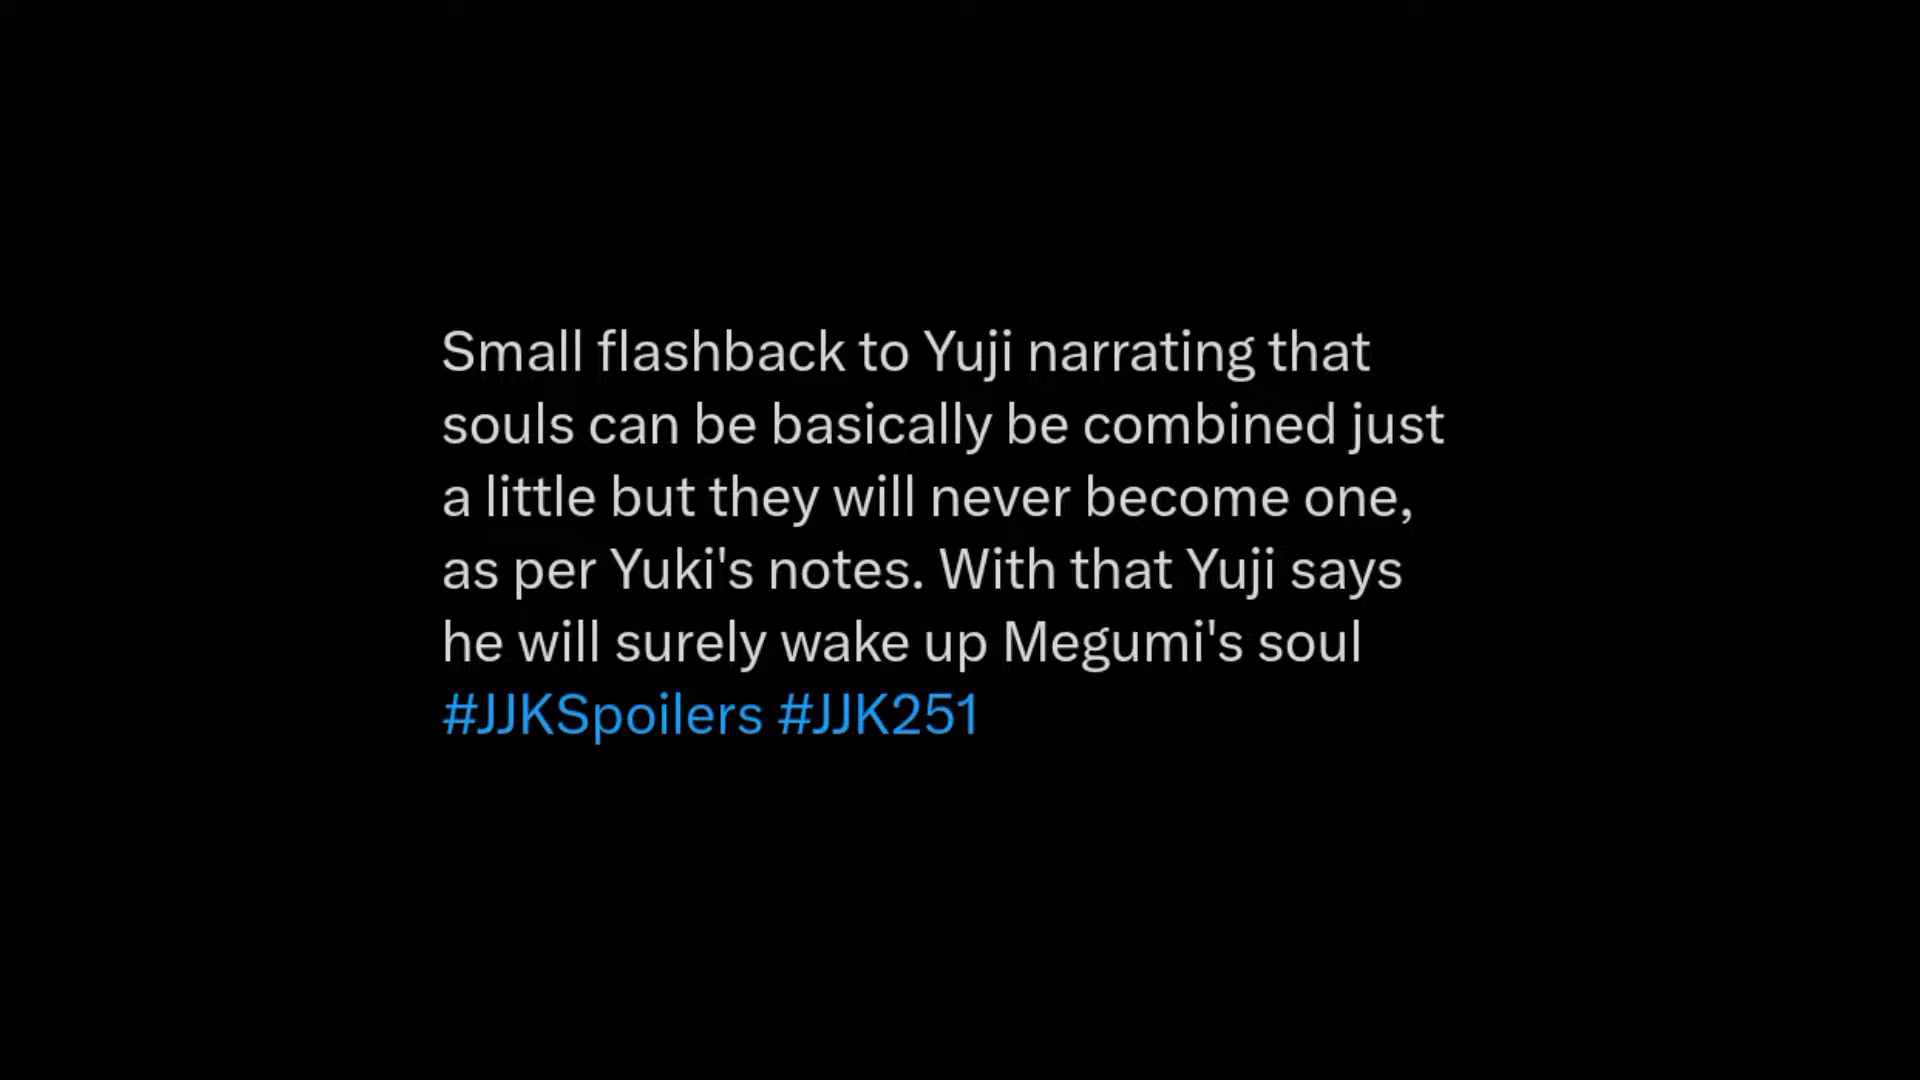 Small flashback to Yuji narrating that
souls can be basically be combined just
a little but they will never become one,
as per Yuki's notes. With that Yuji says
he will surely wake up Megumi's soul
#JJKSpoilers #JJK251